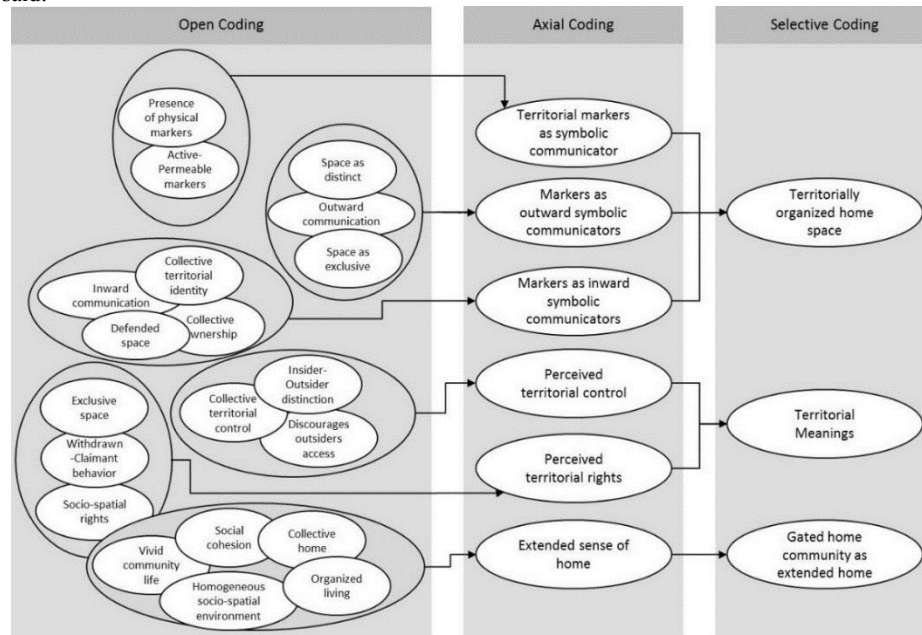 Open Coding
Axial Coding
Selective Coding
Presence
of physical
markers
Active-
Permeable
markers
Space as
distinct
Outward
communication
Space as
exclusive
Collective
territorial
identity
Inward
communication
Defended
space
Collective
wnership
Insider-
Outsider
distinction
Collective
territorial
control
Discourages
outsiders
access
Exclusive
space
Withdrawn
-Claimant
behavior
Socio-spatial
rights
Social
cohesion
Collective
home
Vivid
community
life
Homogeneous
socio-spatial
environment
Organized
living
Territorial markers
as symbolic
communicator
Markers as
outward symbolic
communicators
Markers as inward
symbolic
communicators
Perceived
territorial control
Perceived
territorial rights
Extended sense of
home
Territorially
organized home
space
Territorial
Meanings
Gated home
community as
extended home